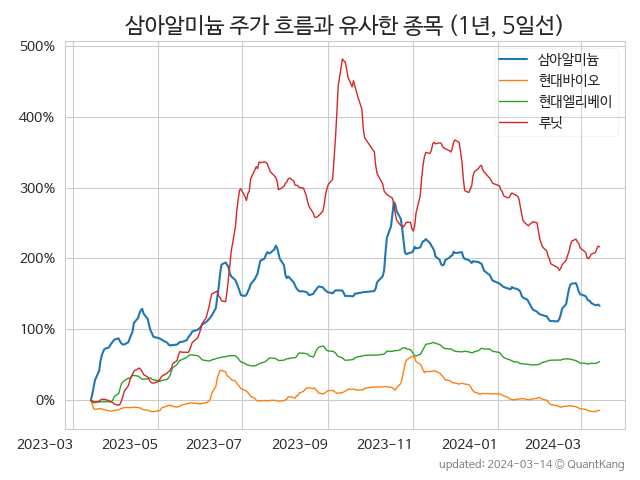 삼아알미늄 주가 흐름과 유사한 종목 (1년, 5일선)
삼아알미늄
현대바이오
현대엘리베이
루닛
500%
400%
300%
200%
100%
0%
2023-03 2023-05 2023-07 2023-09 2023-11 2024-01 2024-03
updated: 2024-03-14 © QuantKang